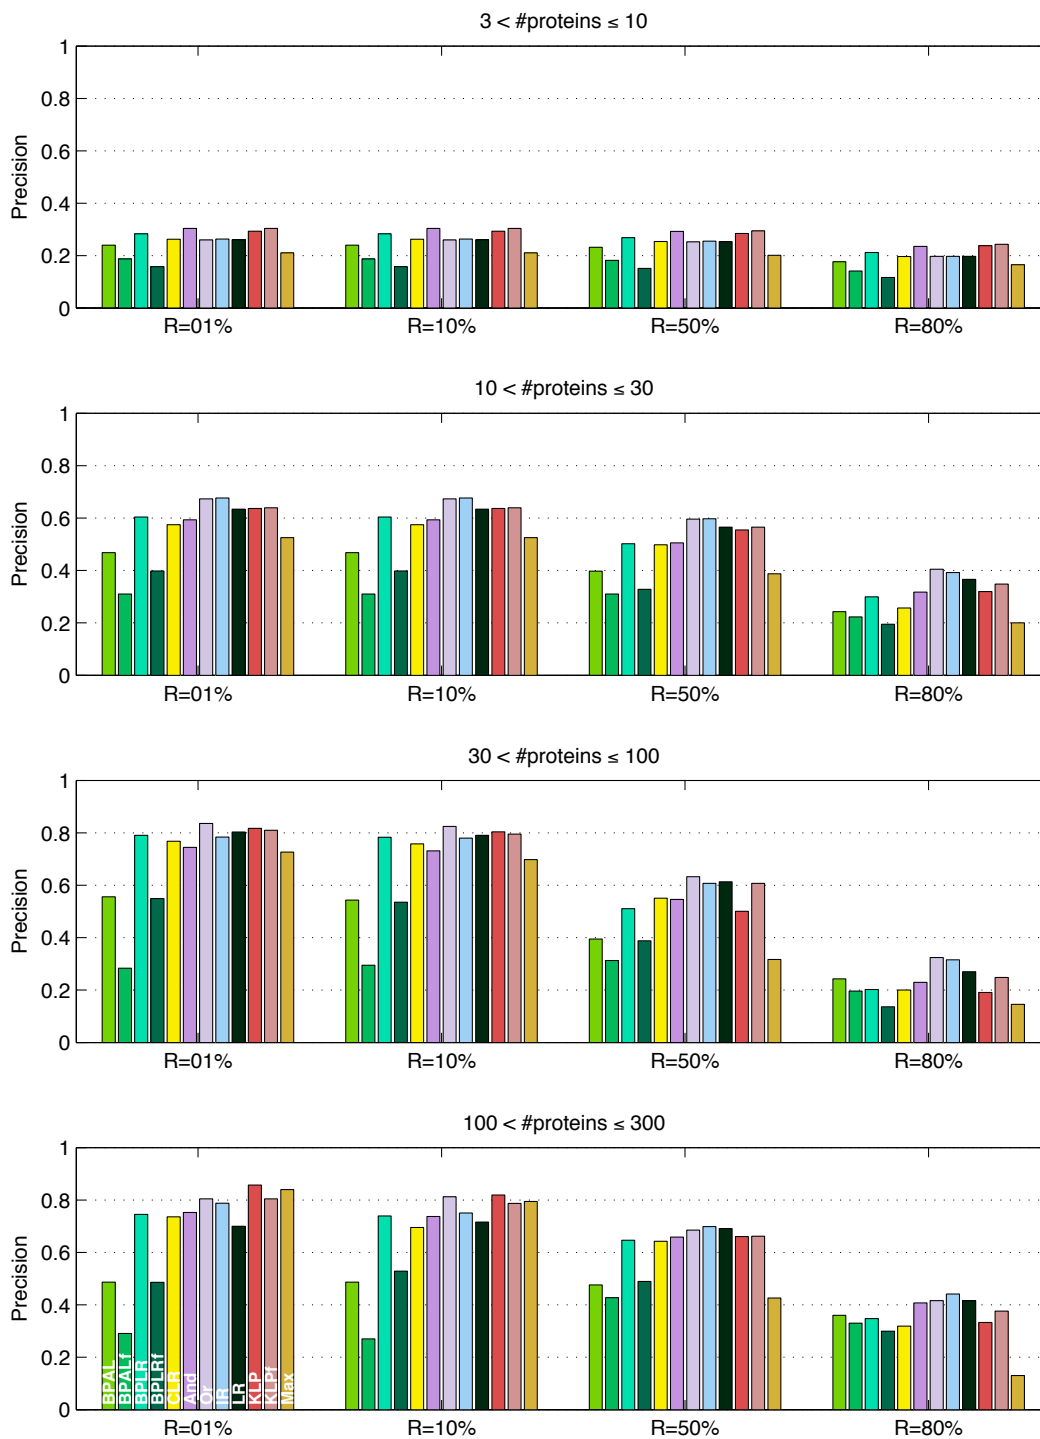 3 < #proteins ≤ 10
1
0.8
0.6
0.4
0.2
0
Precision
R=01% R=10% R=50% R=80%
10 < #proteins ≤ 30
1
0.8
0.6
0.4
0.2
0
Precision
R=01% R=10% R=50% R=80%
30 < #proteins ≤ 100
1
0.8
0.6
0.4
0.2
0
Precision
R=01% R=10% R=50% R=80%
100 < #proteins ≤ 300
1
0.8
0.6
0.4
0.2
0
Precision
BPAL
BPALf
BPLR
BPLRf
CLR
And
Or
IR
LR
KLP
KLPf
Max
R=01% R=10% R=50% R=80%